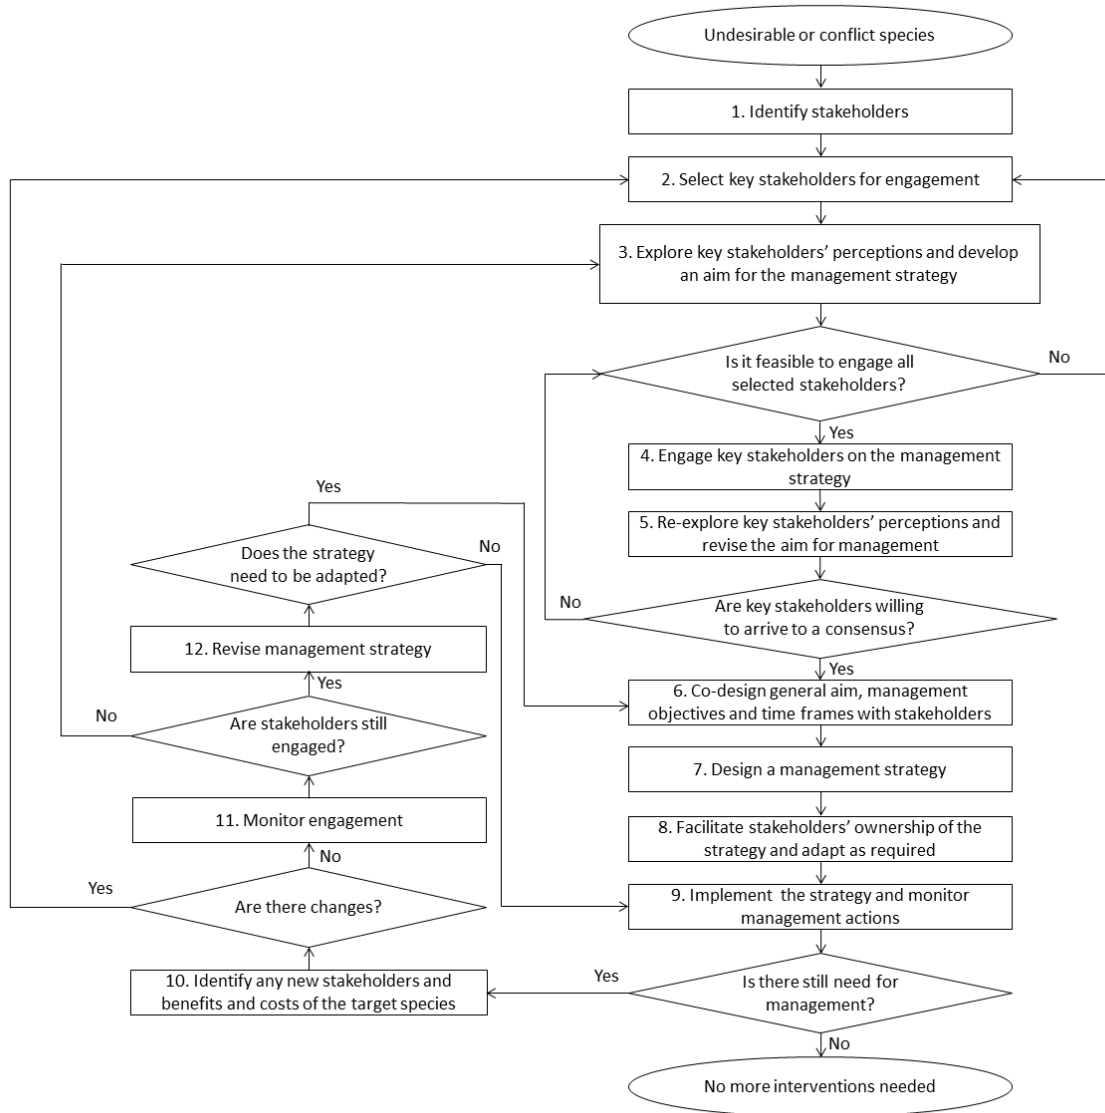 Undesirable or conflict species
1. Identify stakeholders
2. Select key stakeholders for engagement
3. Explore key stakeholders’ perceptions and develop
an aim for the management strategy
Is it feasible to engage all
selected stakeholders?
No
Yes
4. Engage key stakeholders on the management
strategy
5. Re-explore key stakeholders’ perceptions and
revise the aim for management
Are key stakeholders willing
to arrive to a consensus?
No
Yes
6. Co-design general aim, management
objectives and time frames with stakeholders
7. Design a management strategy
8. Facilitate stakeholders’ ownership of the
strategy and adapt as required
9. Implement the strategy and monitor
management actions
Is there still need for
management?
Yes
No
No more interventions needed
10. Identify any new stakeholders and
benefits and costs of the target species
Are there changes?
Yes
No
11. Monitor engagement
Are stakeholders still
engaged?
No
Yes
12. Revise management strategy
Does the strategy
need to be adapted?
Yes
No